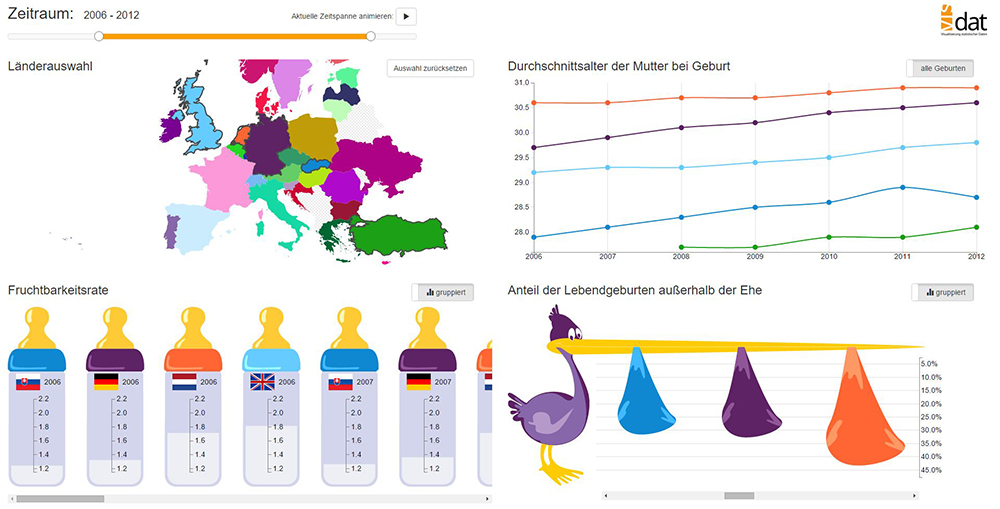 Zeitraum: 2006 - 2012
Aktuelle Zeitspanne animieren:
VIS
dat
Visualisierung statistischer Daten
Länderauswahl
Auswahl zurücksetzen
Durchschnittsalter der Mutter bei Geburt
alle Geburten
31.0
30.5
30.0
29.5
29.0
28.5
28.0
2006 2007 2008 2009 2010 2011 2012
Fruchtbarkeitsrate
gruppiert
2006 2006 2006 2006 2007 2007
2.2 2.2 2.2 2.2 2.2 2.2
2.0 2.0 2.0 2.0 2.0 2.0
1.8 1.8 1.8 1.8 1.8 1.8
1.6 1.6 1.6 1.6 1.6 1.6
1.4 1.4 1.4 1.4 1.4 1.4
1.2 1.2 1.2 1.2 1.2 1.2
Anteil der Lebendgeburten außerhalb der Ehe
gruppiert
5.0%
10.0%
15.0%
20.0%
25.0%
30.0%
35.0%
40.0%
45.0%